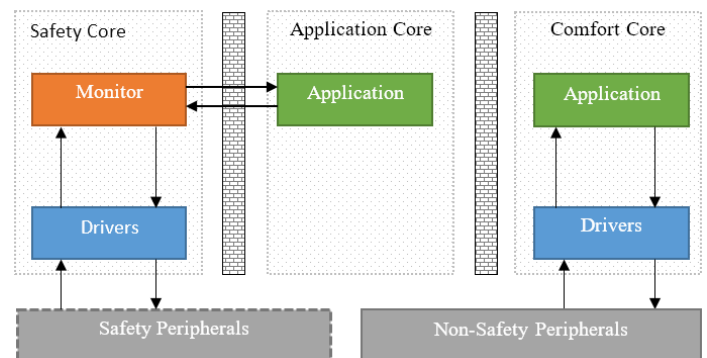 Safety Core
Application Core
Comfort Core
Monitor
Application
Application
Drivers
Drivers
Safety Peripherals
Non-Safety Peripherals